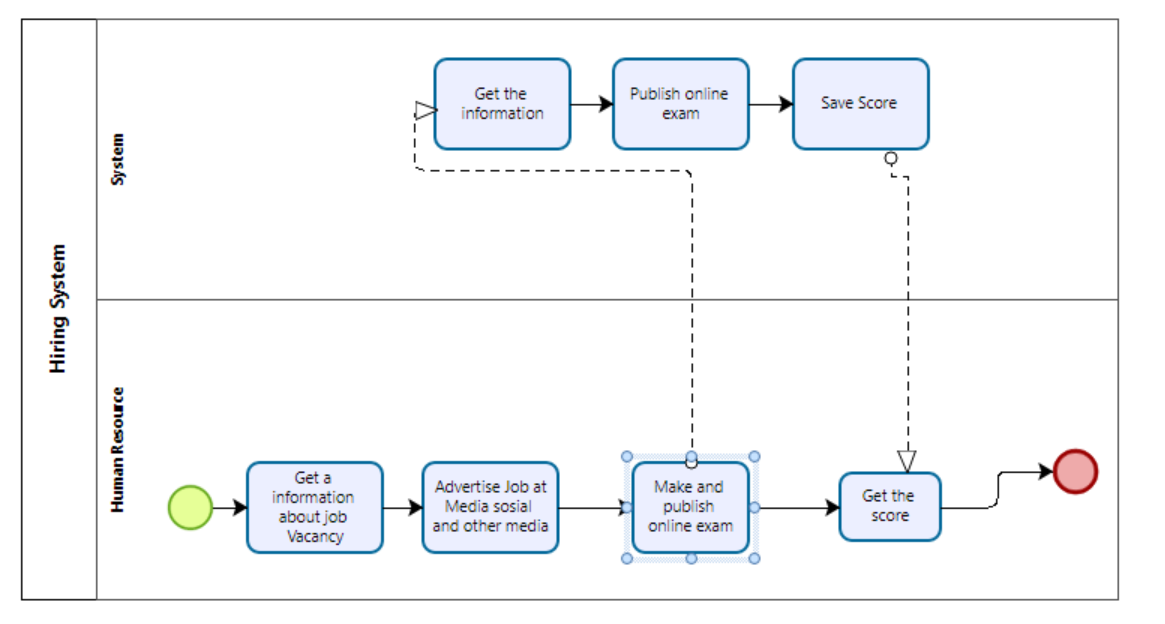 Hiring System
System
Get the
information
Publish online
exam
Save Score
Human Resource
Get a
information
about job
Vacancy
Advertise Job at
Media sosial
and other media
Make and
publish
online exam
Get the
score